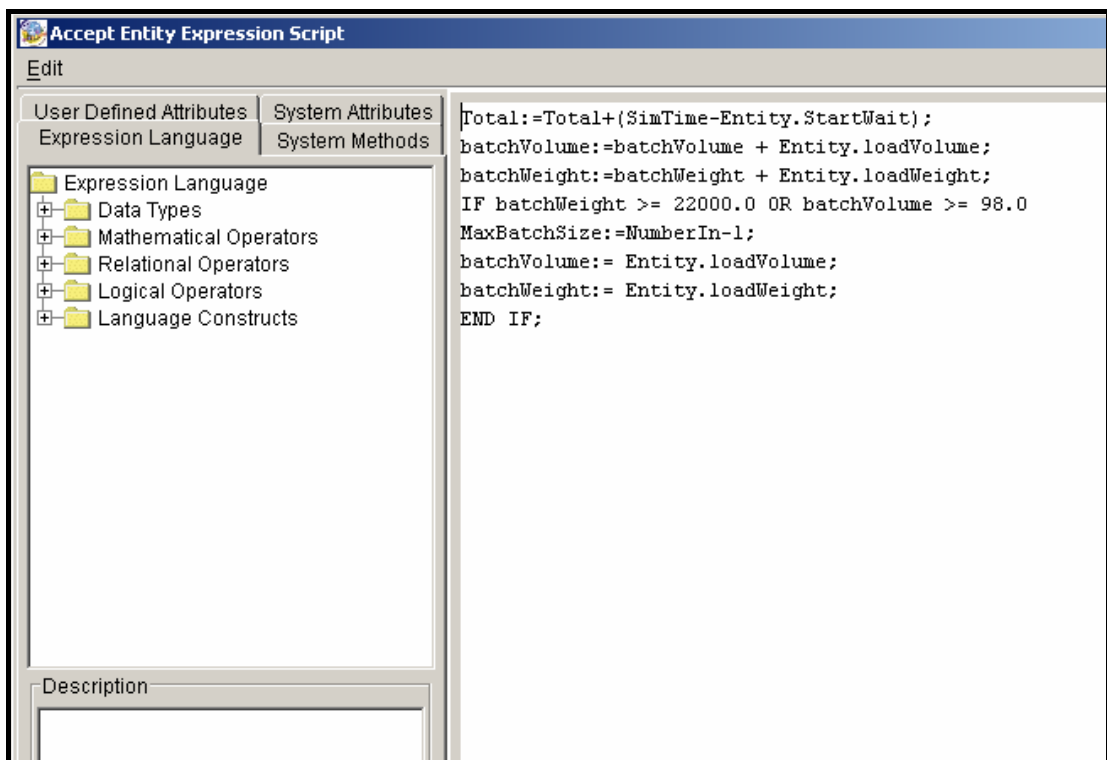 Accept Entity Expression Script
Edit
User Defined Attributes
System Attributes
Expression Language
System Methods
Expression Language
Data Types
Mathematical Operators
Relational Operators
Logical Operators
Language Constructs
Description
Total:=Total+(SimTime-Entity.StartWait);
batchVolume:=batchVolume + Entity.loadVolume;
batchWeight:=batchWeight + Entity.loadWeight;
IF batchWeight >= 22000.0 OR batchVolume >= 98.0
MaxBatchSize:=NumberIn-1;
batchVolume:= Entity.loadVolume;
batchWeight:= Entity.loadWeight;
END IF;